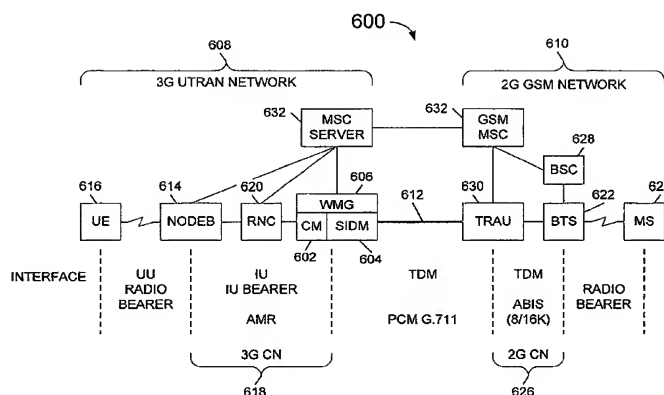 600
608
610
3G UTRAN NETWORK
2G GSM NETWORK
632
MSC SERVER
632
GSM MSC
628
BSC
616
614
620
606
612
630
622
UE
NODEB
RNC
WMG
CM
SIDM
TRAU
BTS
MS
602
604
INTERFACE
UU RADIO BEARER
IU
IU BEARER
AMR
TDM
PCM G.711
TDM
ABIS
(8/16K)
RADIO BEARER
3G CN
618
2G CN
626